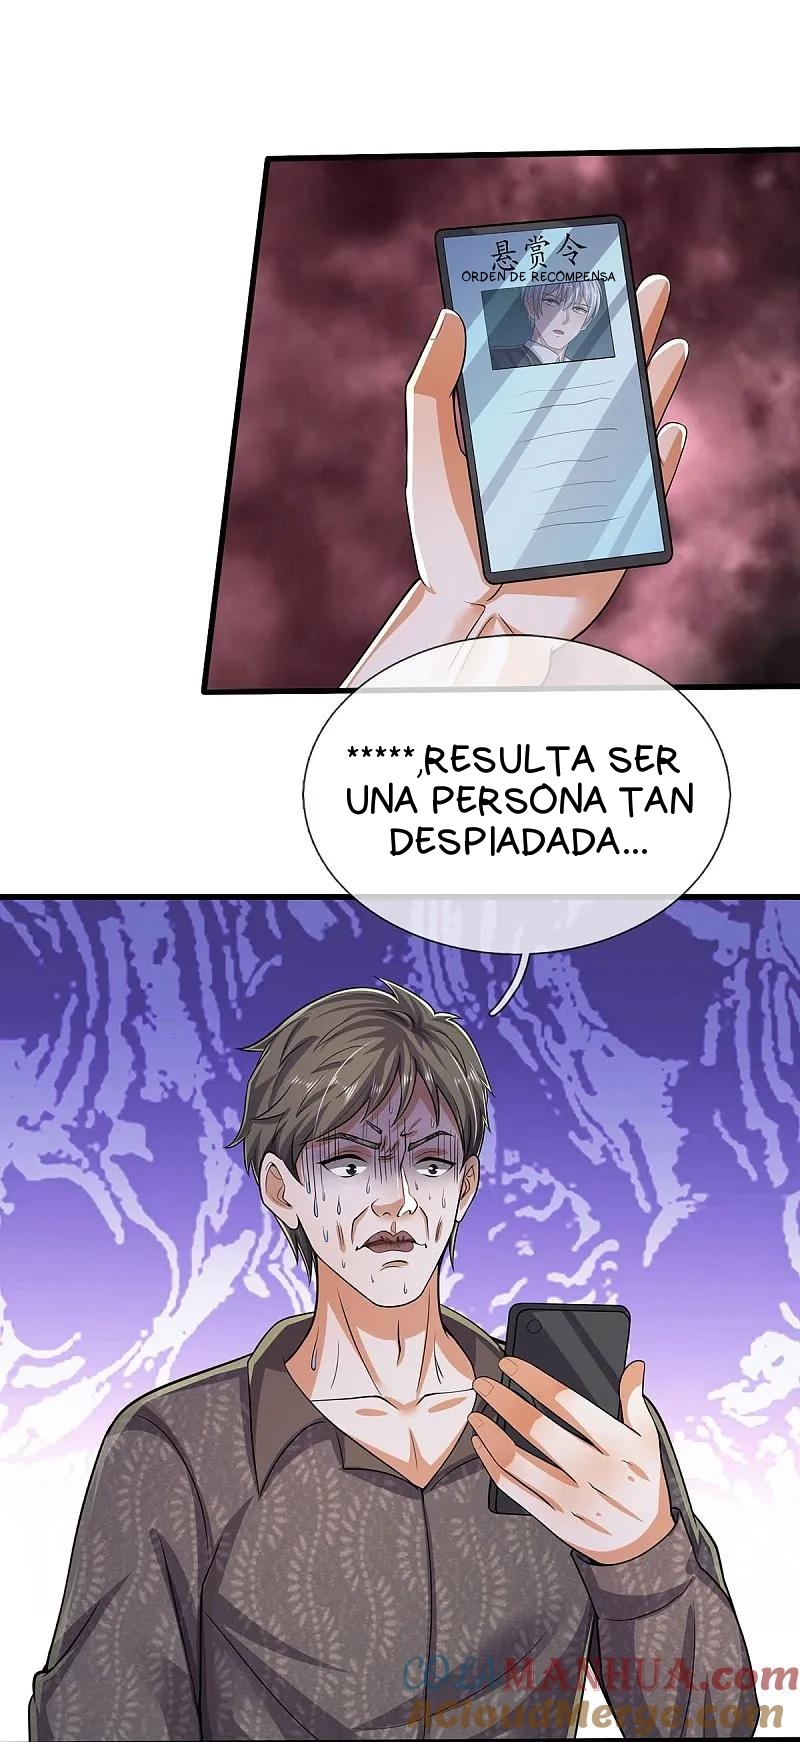 悬赏令
ORDEN DE RECOMPENSA
*****,RESULTA SER
UNA PERSONA TAN
DESPIADADA...
COLAMANHUA.com
AcloudMerge.com